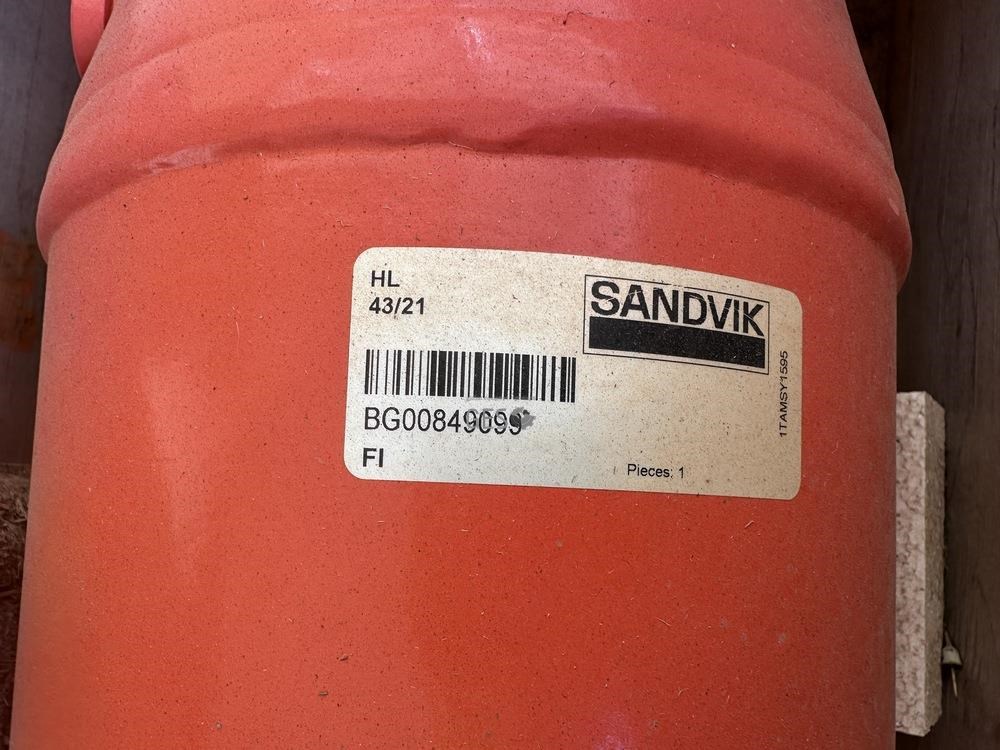 HL
43/21
SANDVIK
BG00849099
FI
Pieces: 1
1TAMSY1595